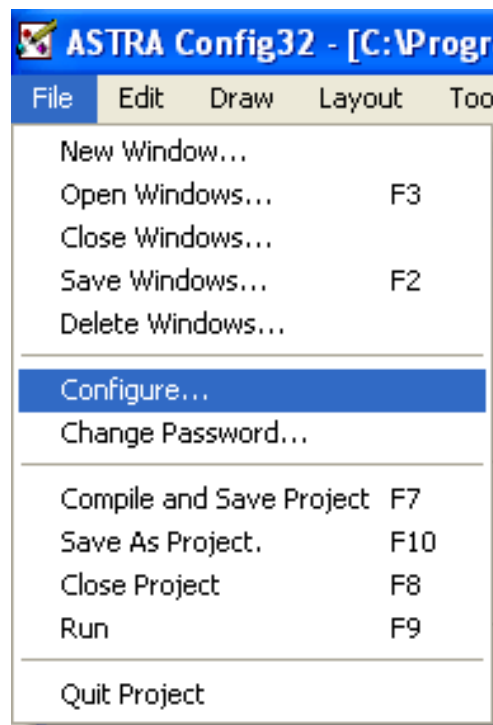 ASTRA Config32 - [C:\Progr
File Edit Draw Layout Too
New Window...
Open Windows... F3
Close Windows...
Save Windows... F2
Delete Windows...
Configure...
Change Password...
Compile and Save Project F7
Save As Project. F10
Close Project F8
Run F9
Quit Project